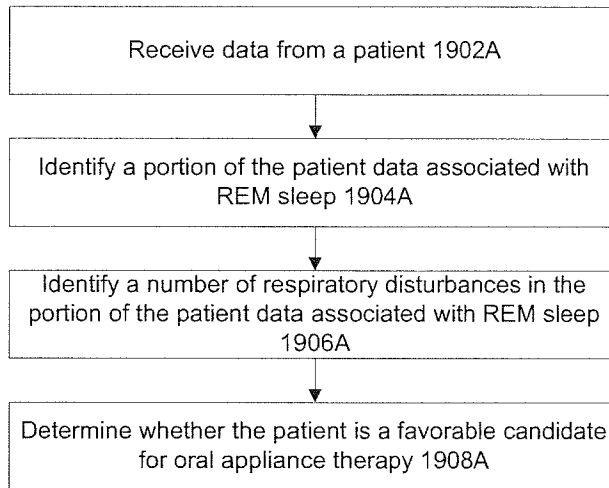 Receive data from a patient 1902A
Identify a portion of the patient data associated with
REM sleep 1904A
Identify a number of respiratory disturbances in the
portion of the patient data associated with REM sleep
1906A
Determine whether the patient is a favorable candidate
for oral appliance therapy 1908A